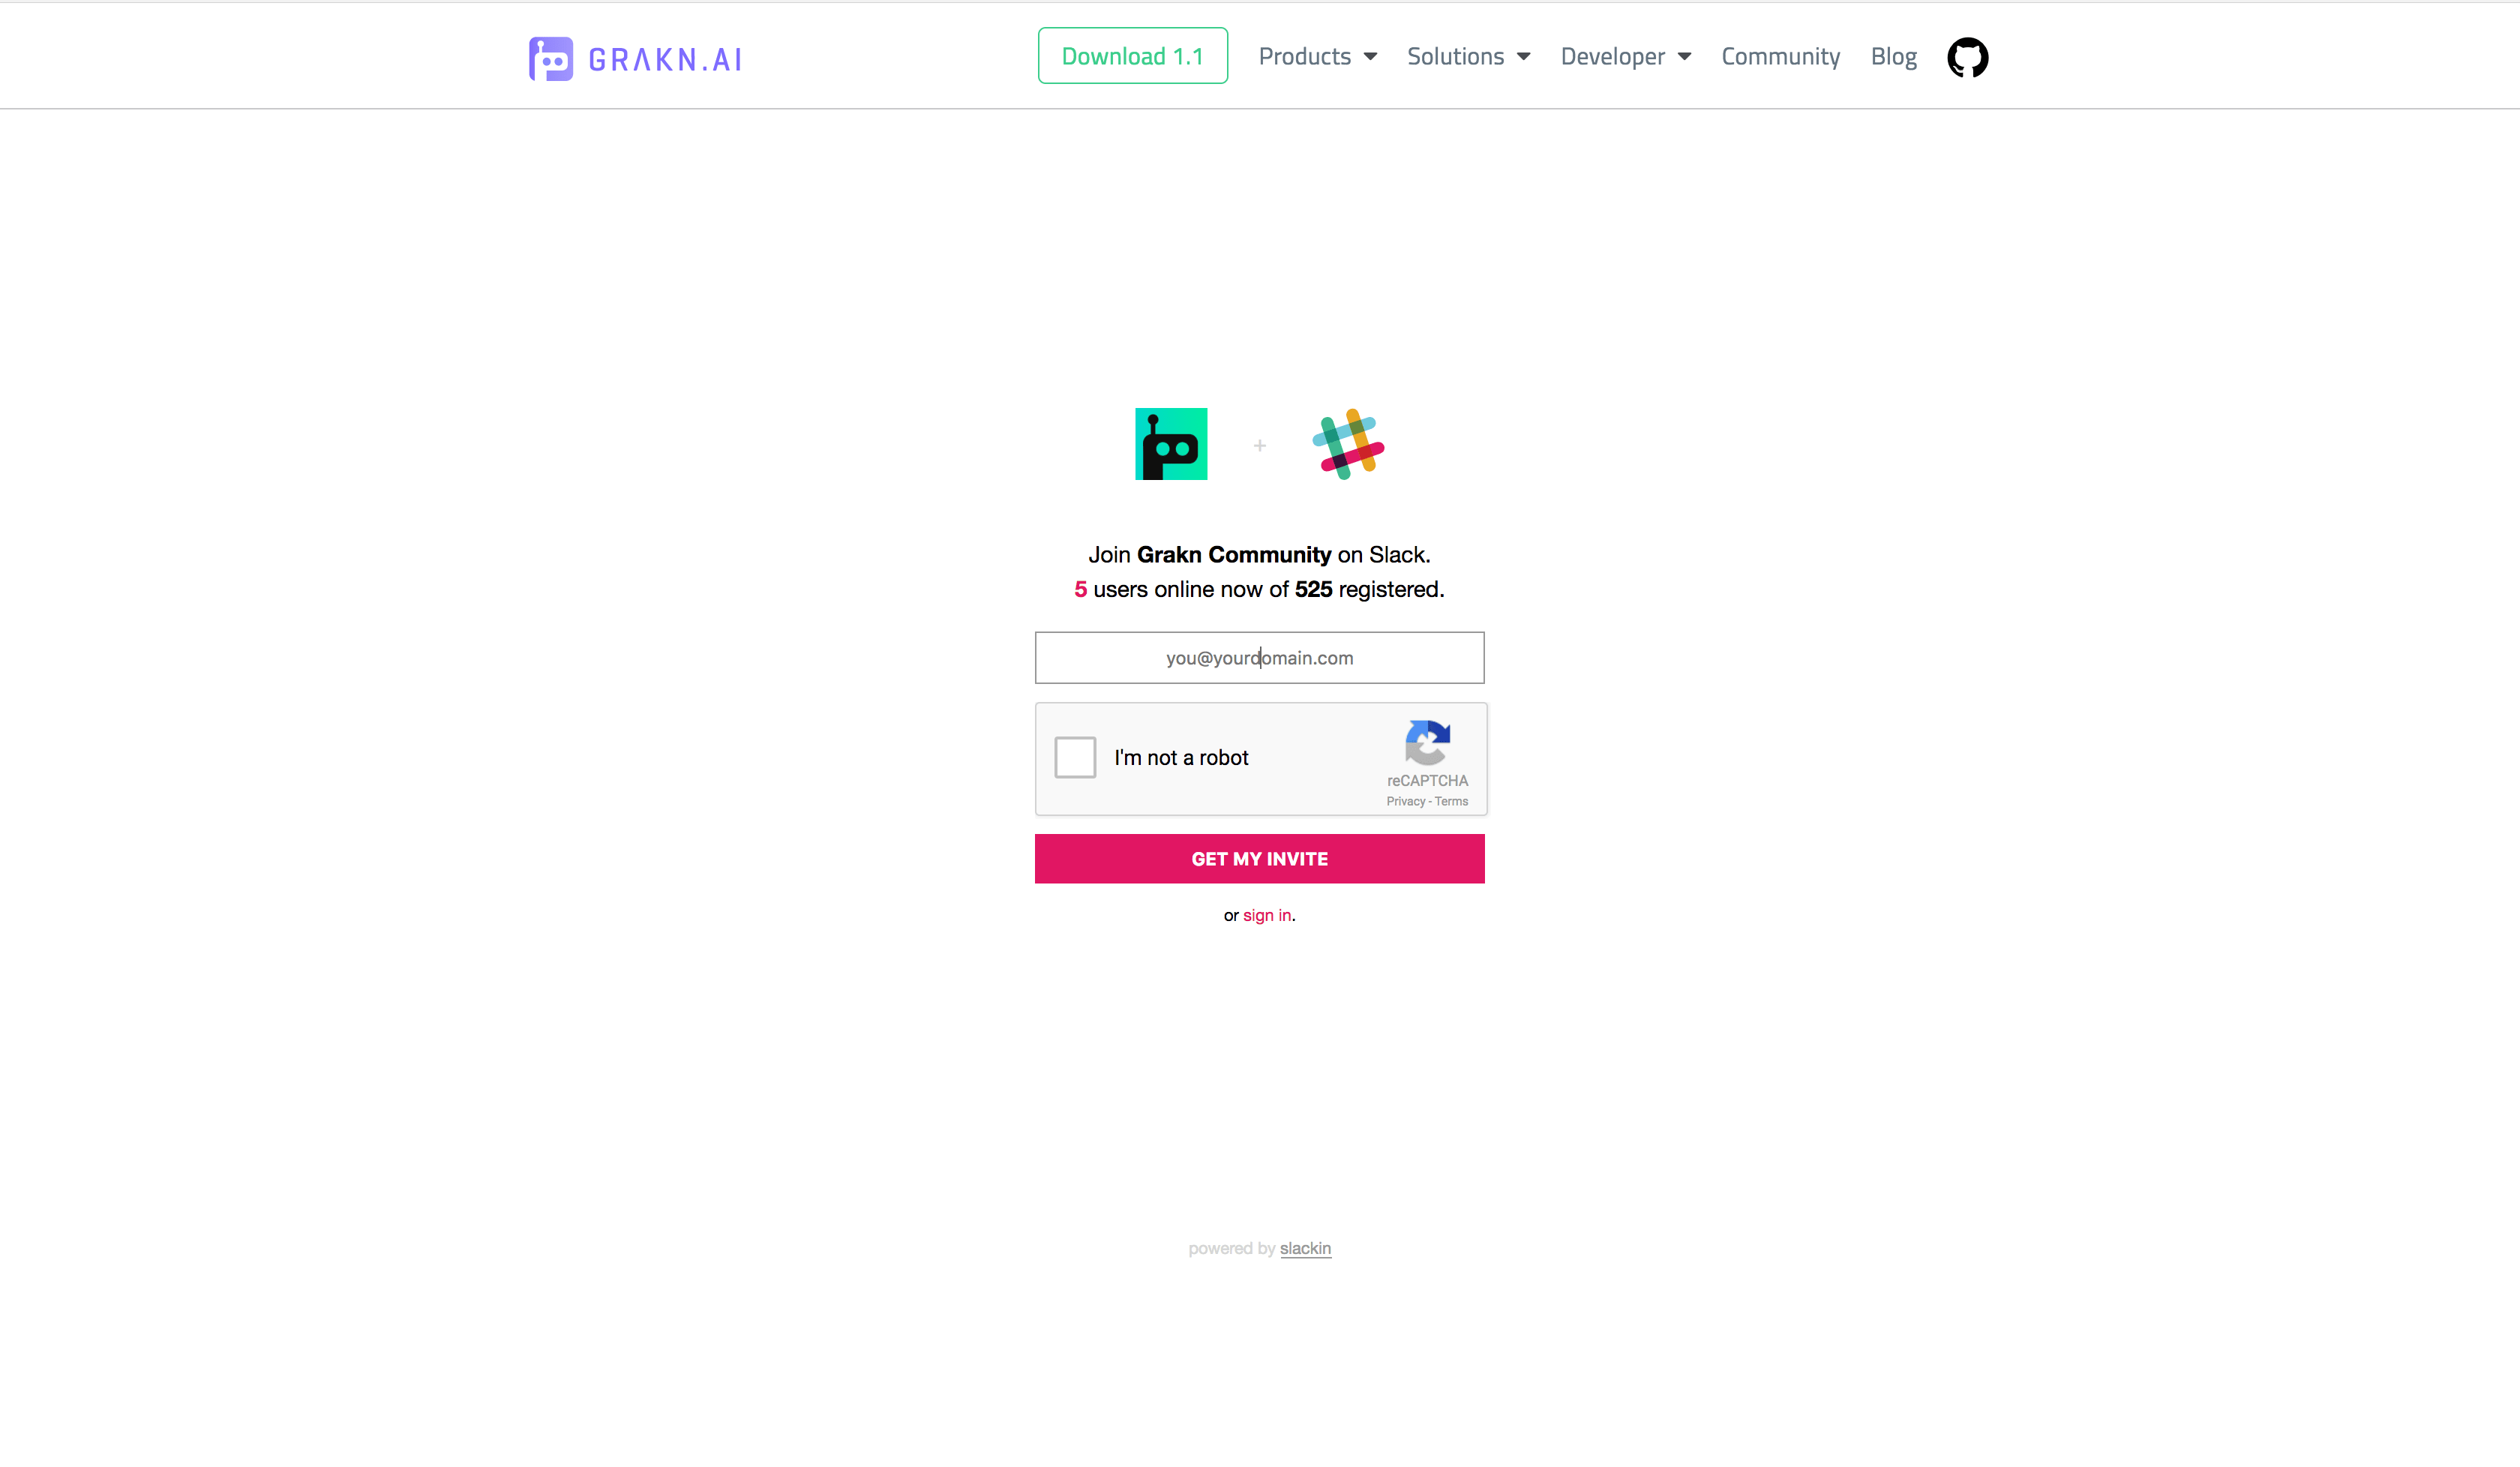 GRAKN.AI
Download 1.1 Products Solutions Developer Community Blog
+
Join Grakn Community on Slack.
5 users online now of 525 registered.
you@yourdomain.com
I'm not a robot
reCAPTCHA
Privacy - Terms
GET MY INVITE
or sign in.
powered by slackin